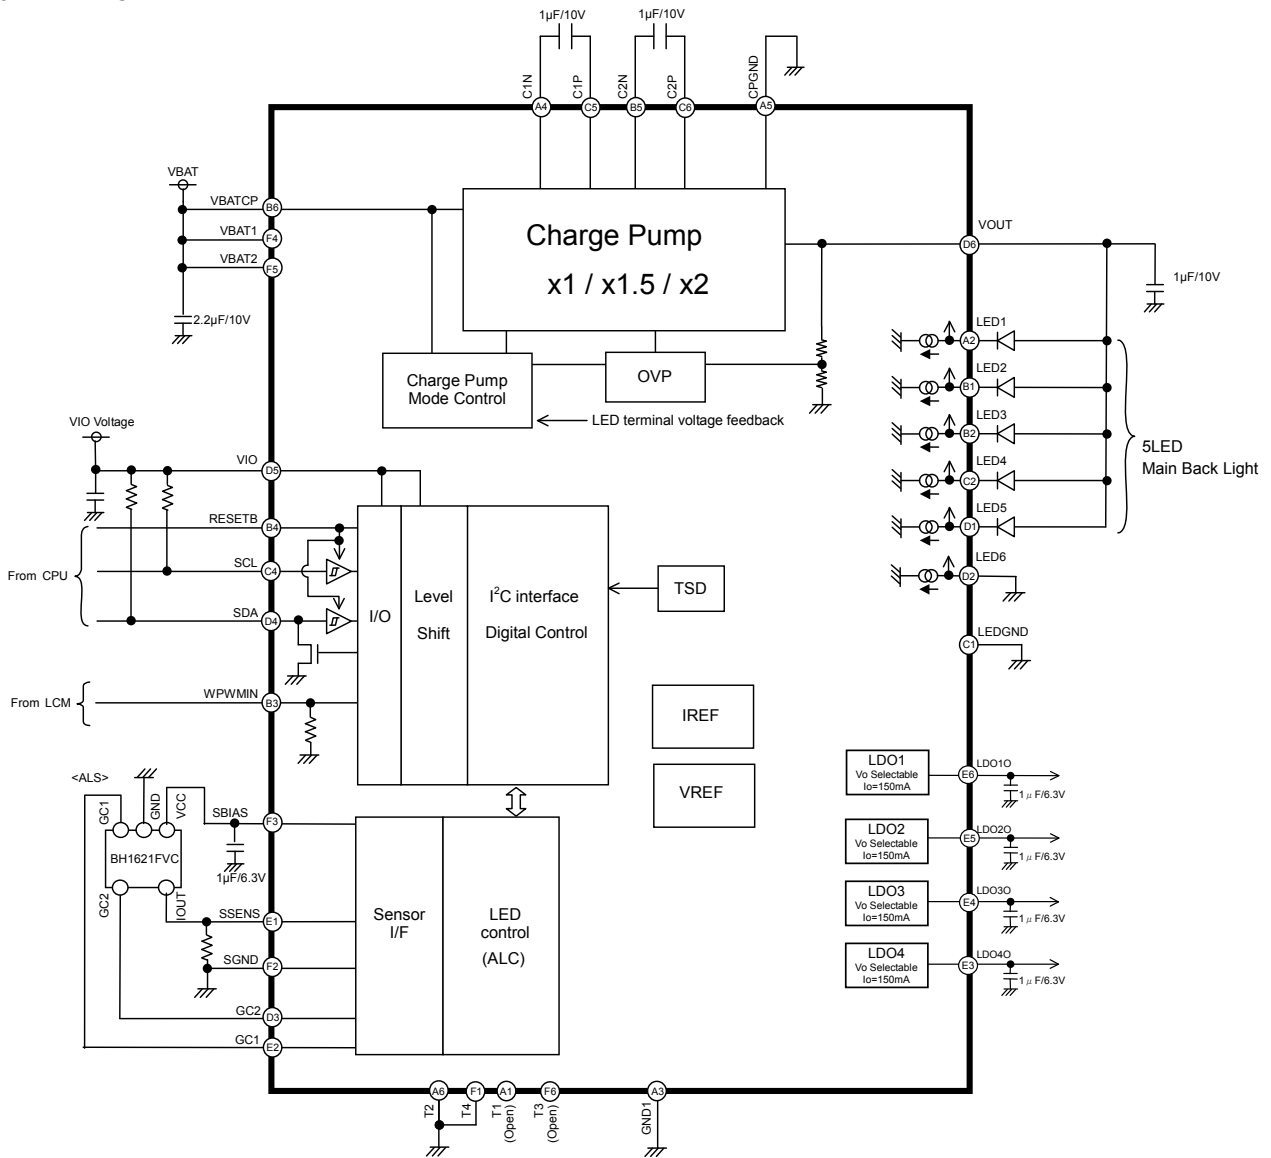 1μF/10V
1μF/10V
C1N
C1P
C2N
C2P
CPGND
A4
C5
B5
C6
A5
VBAT
VBATCP
B6
VBAT1
F4
VBAT2
F5
2.2μF/10V
Charge Pump
x1 / x1.5 / x2
VOUT
D6
1μF/10V
Charge Pump
Mode Control
OVP
LED terminal voltage feedback
LED1
A2
LED2
B1
LED3
B2
LED4
C2
LED5
D1
LED6
D2
5LED
Main Back Light
LEDGND
C1
VIO Voltage
VIO
D5
RESETB
B4
SCL
C4
From CPU
SDA
D4
I/O
Level
Shift
I2C interface
Digital Control
TSD
From LCM
WPWMIN
B3
IREF
VREF
LDO1
Vo Selectable
Io=150mA
E6
LDO1O
1μF/6.3V
LDO2
Vo Selectable
Io=150mA
E5
LDO2O
1μF/6.3V
LDO3
Vo Selectable
Io=150mA
E4
LDO3O
1μF/6.3V
LDO4
Vo Selectable
Io=150mA
E3
LDO4O
1μF/6.3V
<ALS>
GC1
GND
VCC
SBIAS
F3
BH1621FVC
1μF/6.3V
GC2
IOUT
SSENS
E1
SGND
F2
GC2
D3
GC1
E2
Sensor
I/F
LED
control
(ALC)
A6
F1
A1
F6
A3
T2
T4
T1
(Open)
T3
(Open)
GND1